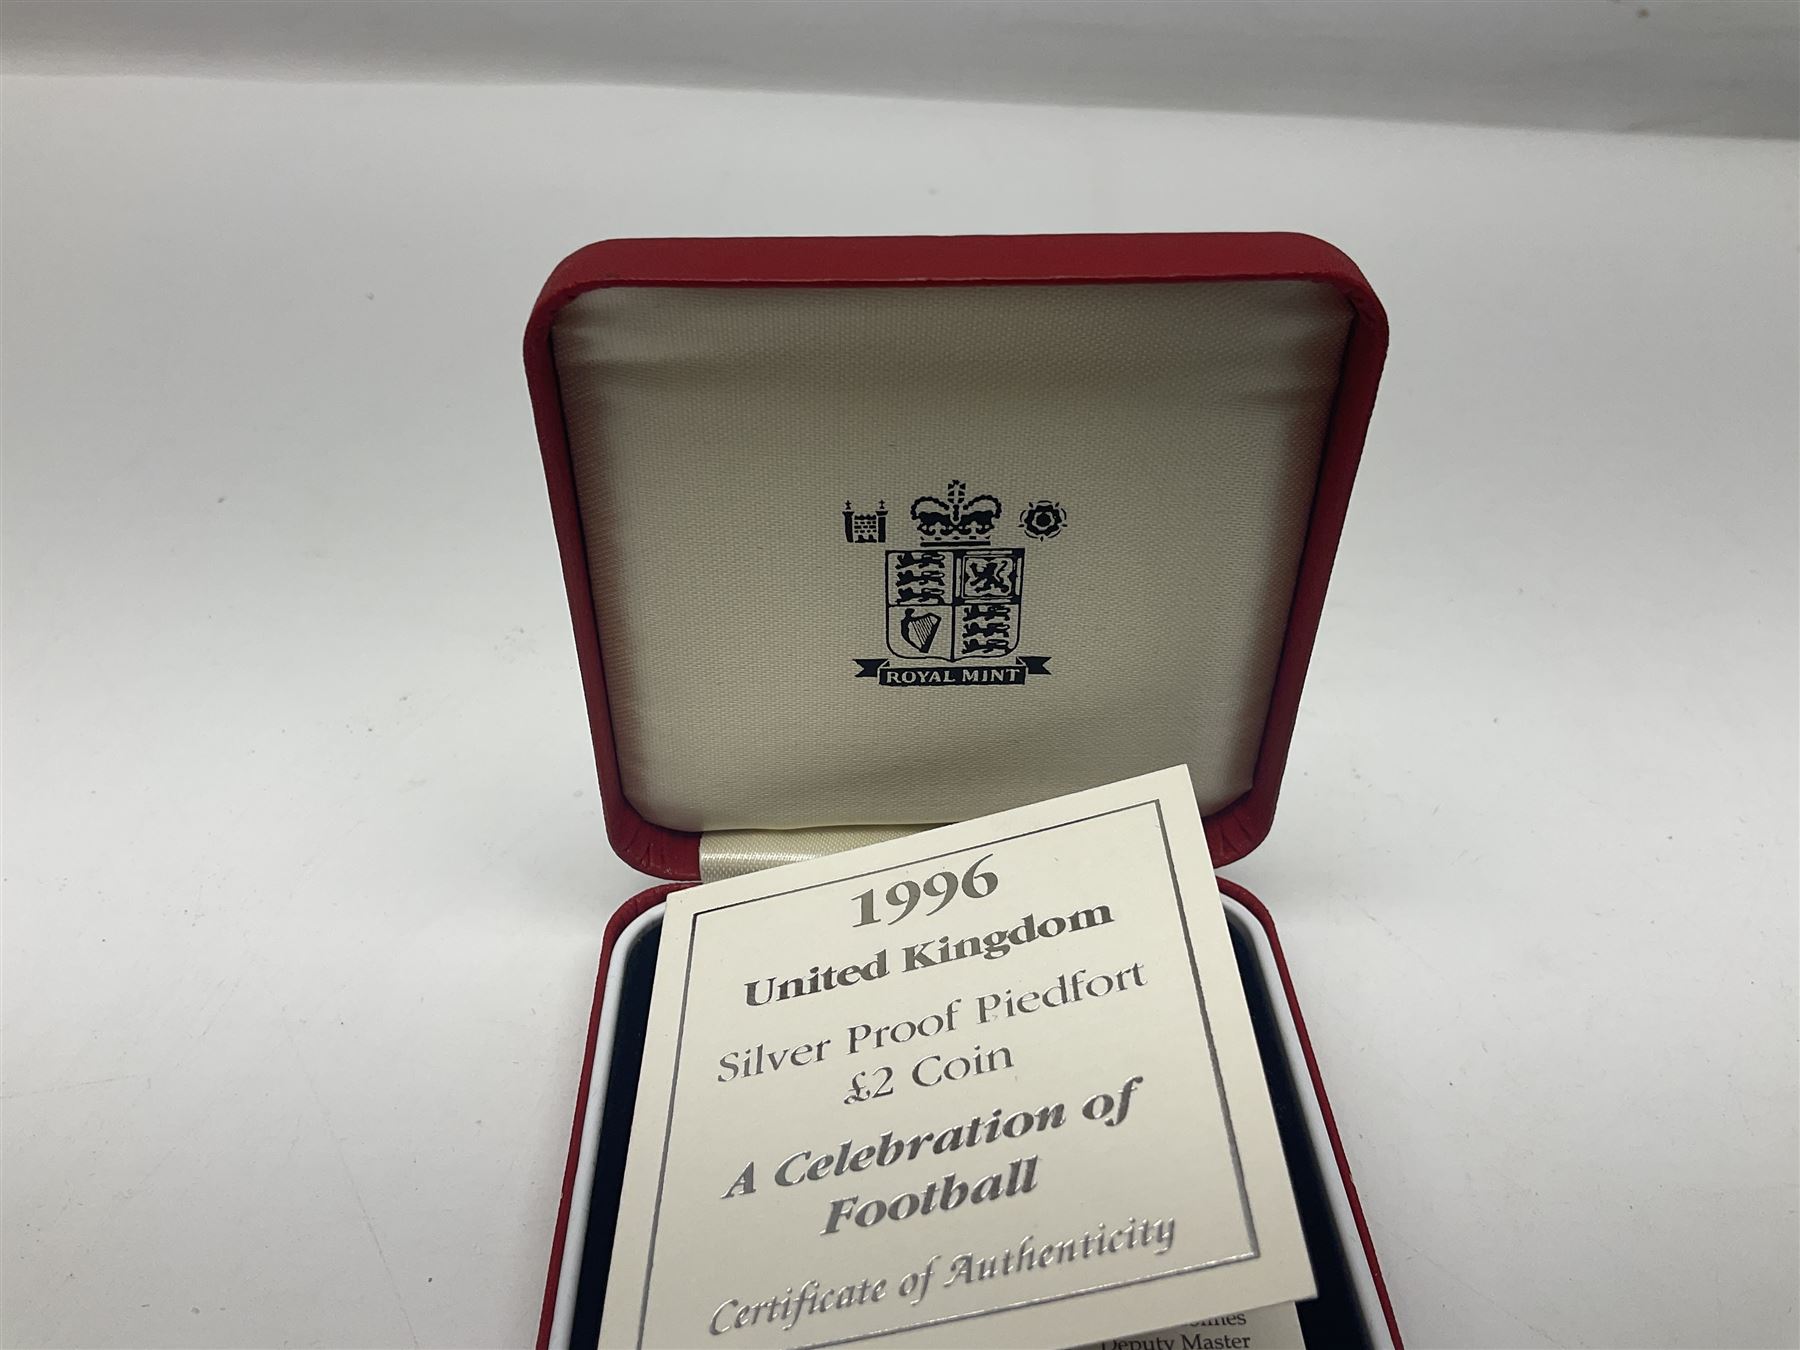 ROYAL MINT
1996
United Kingdom
Silver Proof Piedfort
£2 Coin
A Celebration of
Football
Certificate of Authenticity
Deputy Master